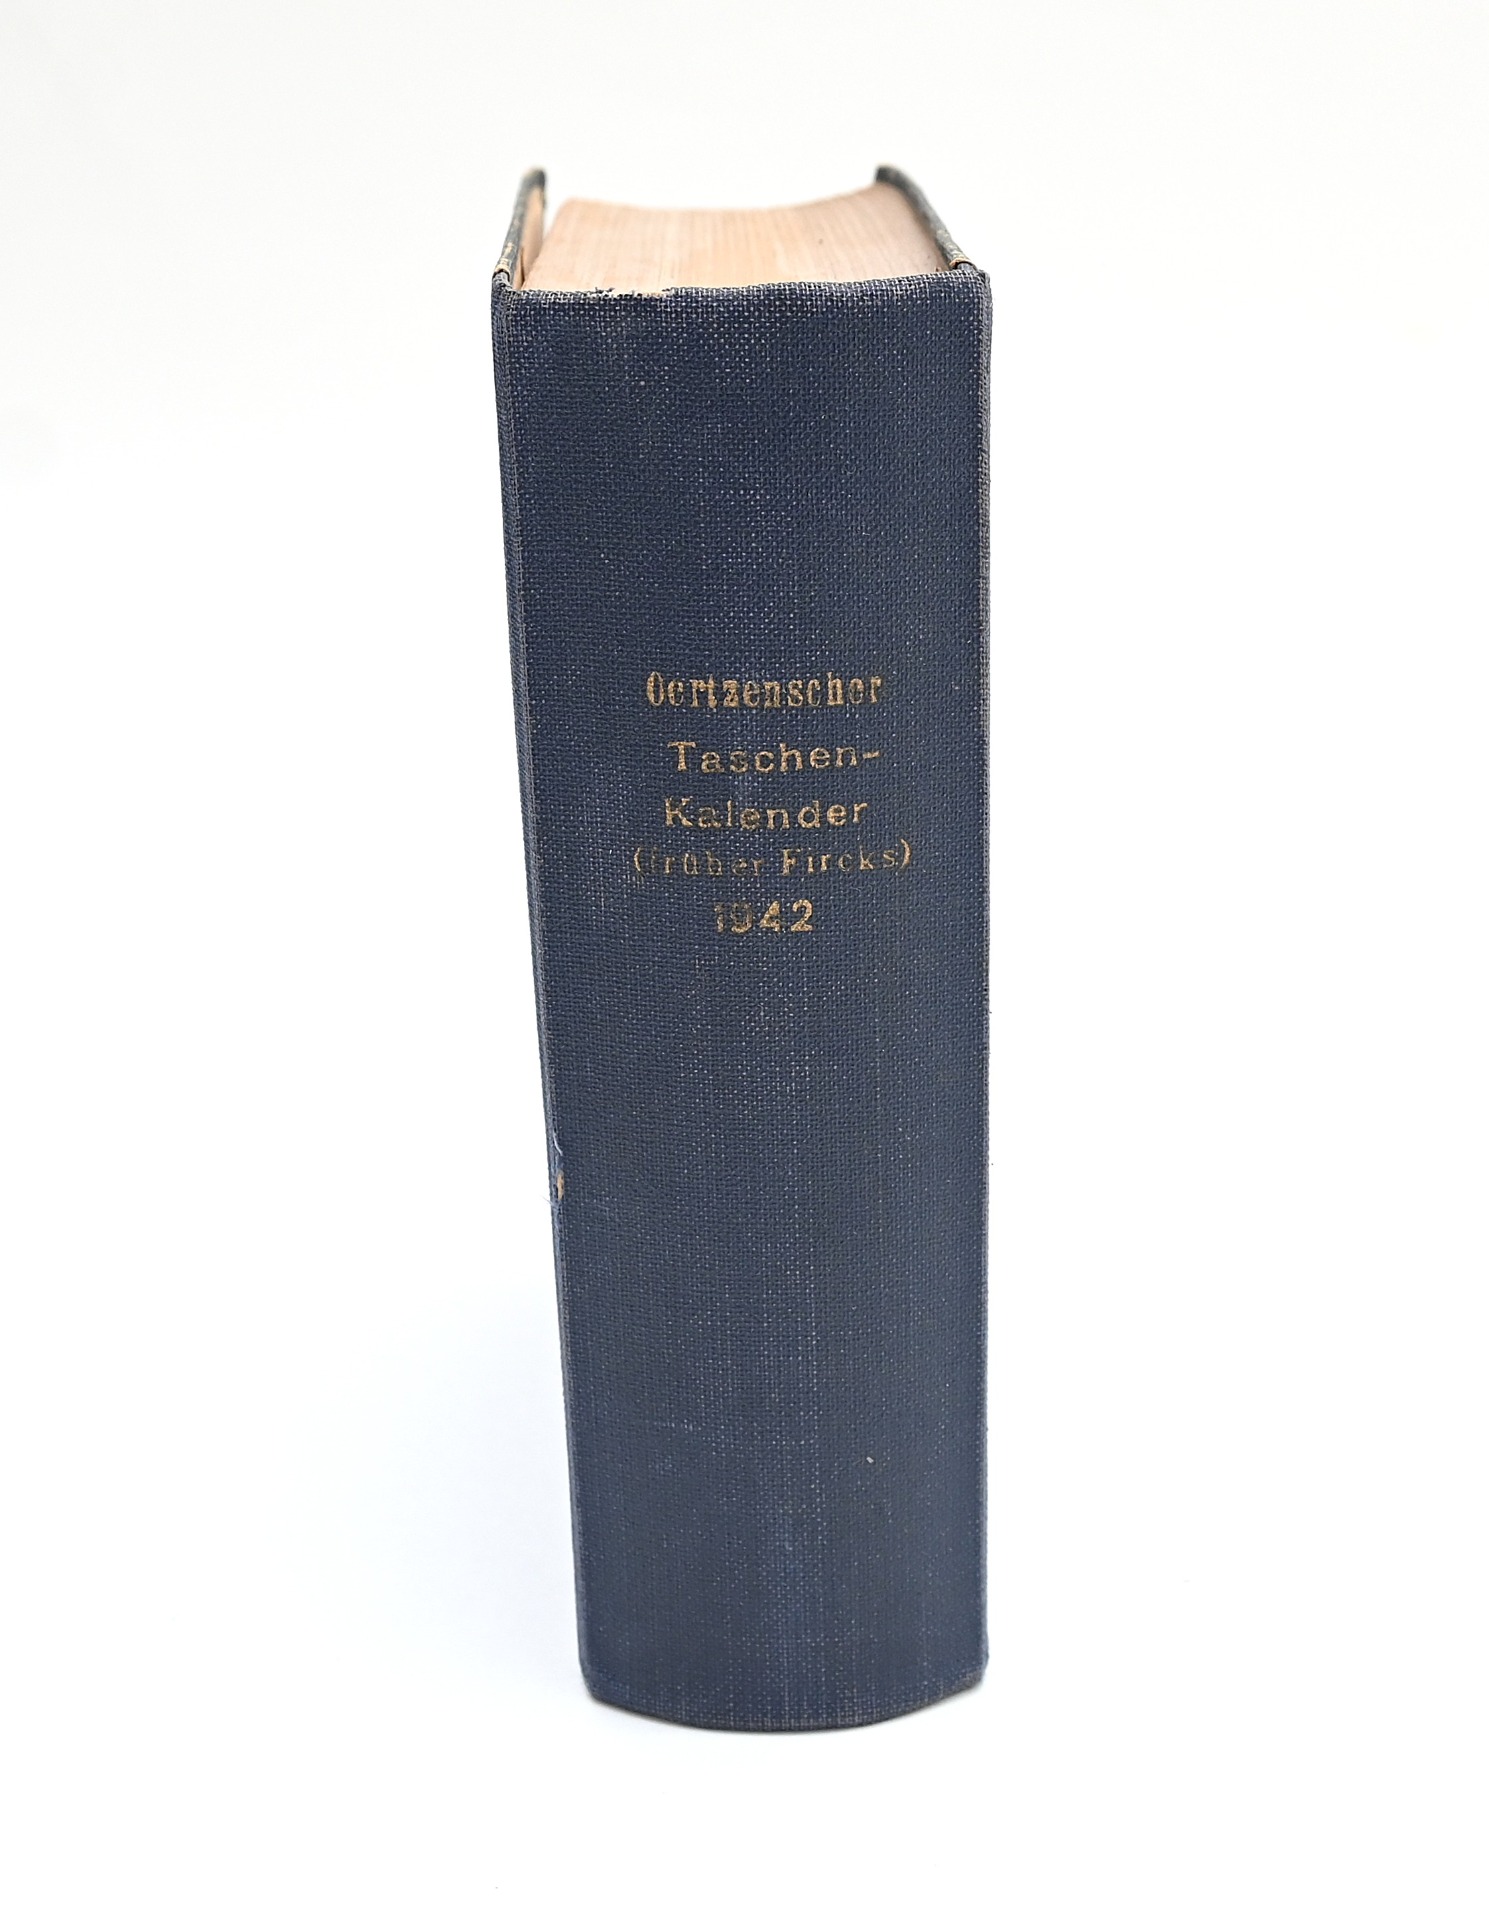 Oertzenscher
Taschen-
Kalender
(früher Fircks)
1942